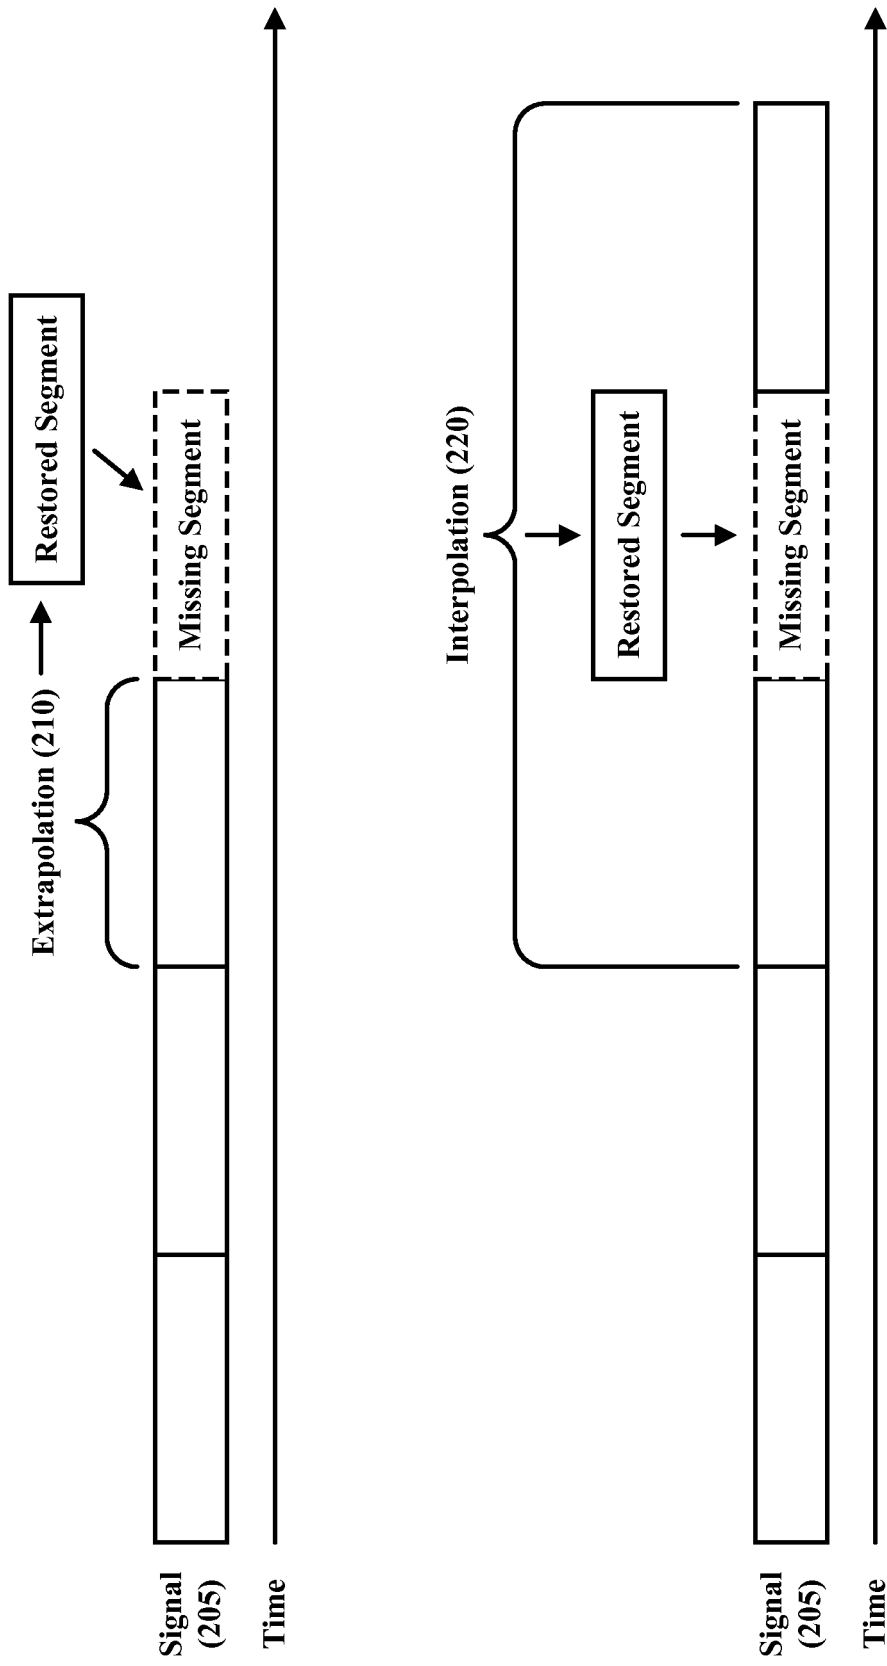 Extrapolation (210)
Restored Segment
Missing Segment
Signal
(205)
Time
Interpolation (220)
Restored Segment
Missing Segment
Signal
(205)
Time